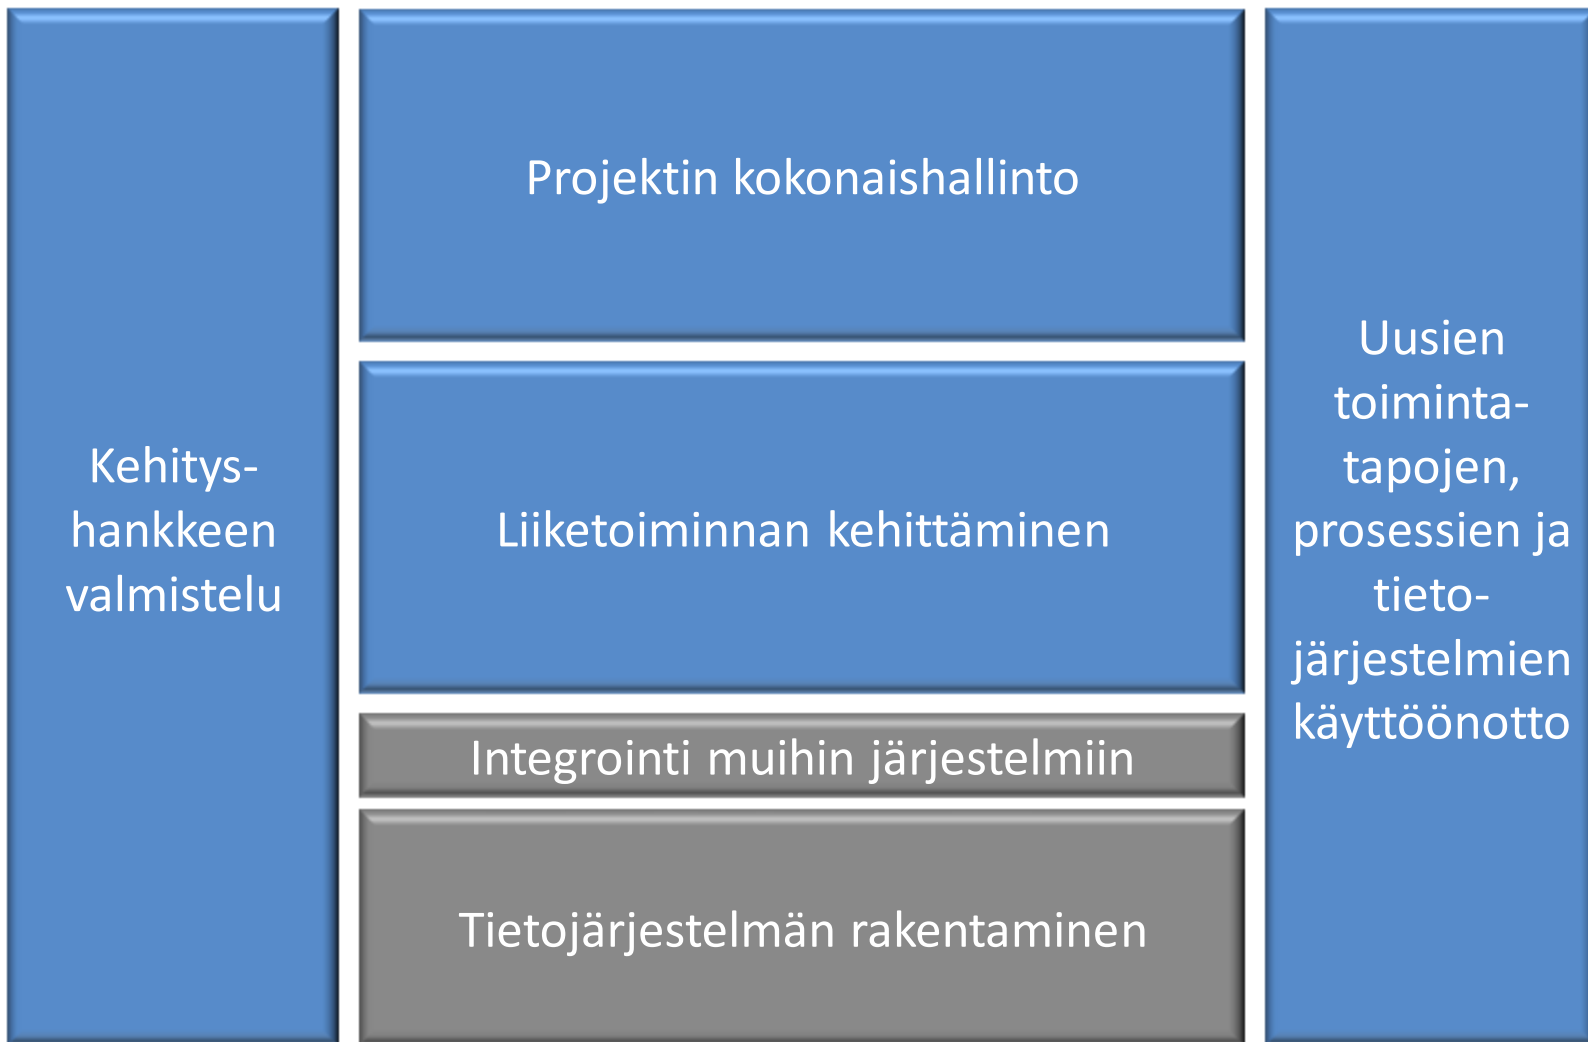 Kehitys-
hankkeen
valmistelu
Projektin kokonaishallinto
Liiketoiminnan kehittäminen
Integrointi muihin järjestelmiin
Tietojärjestelmän rakentaminen
Uusien
toiminta-
tapojen,
prosessien ja
tieto-
järjestelmien
käyttöönotto